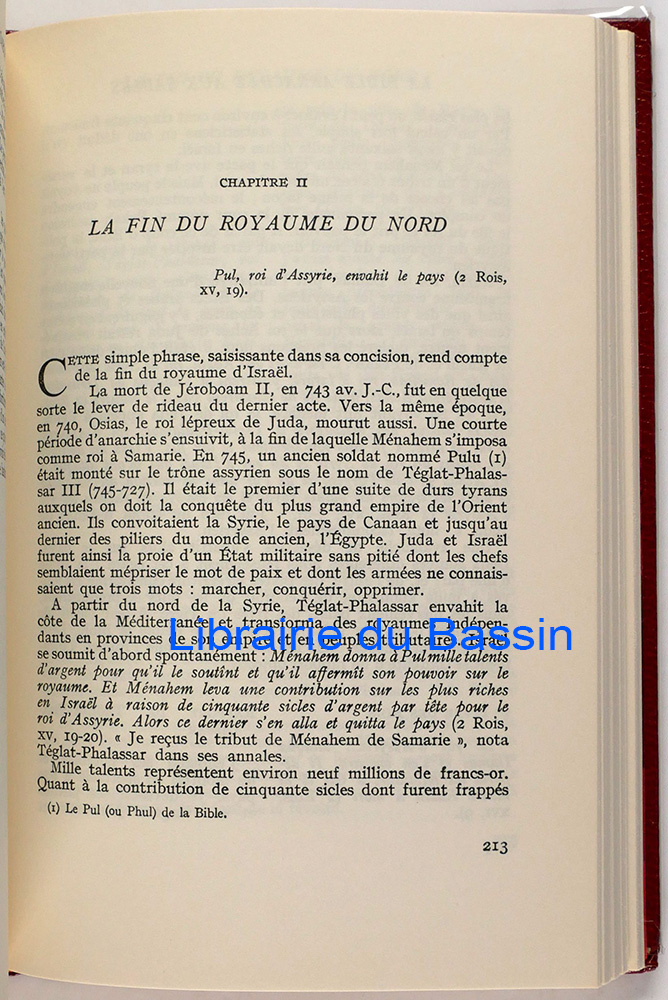 CHAPITRE II
LA FIN DU ROYAUME DU NORD
Pul, roi d'Assyrie, envahit le pays (2 Rois,
XV, 19).
CETTE simple phrase, saisissante dans sa concision, rend compte
de la fin du royaume d'Israël.
La mort de Jéroboam II, en 743 av. J.-C., fut en quelque
sorte le lever de rideau du dernier acte. Vers la même époque,
en 740, Osias, le roi lépreux de Juda, mourut aussi. Une courte
période d'anarchie s'ensuivit, à la fin de laquelle Ménahem s'imposa
comme roi à Samarie. En 745, un ancien soldat nommé Pulu (1)
était monté sur le trône assyrien sous le nom de Téglat-Phalas-
sar III (745-727). Il était le premier d'une suite de durs tyrans
auxquels on doit la conquête du plus grand empire de l'Orient
ancien. Ils convoitaient la Syrie, le pays de Canaan et jusqu'au
dernier des piliers du monde ancien, l'Égypte. Juda et Israël
furent ainsi la proie d'un État militaire sans pitié dont les chefs
semblaient mépriser le mot de paix et dont les armées ne connais-
saient que trois mots : marcher, conquérir, opprimer.
A partir du nord de la Syrie, Téglat-Phalassar envahit la
côte de la Méditerranée et transforma des royaumes indépen-
dants en provinces de son empire et en peuples tributaires. Israël
Librairie du Bassin
se soumit d'abord spontanément : Ménahem donna à Pul mille talents
d'argent pour qu'il le soutînt et qu'il affermît son pouvoir sur le
royaume. Et Ménahem leva une contribution sur les plus riches
en Israël à raison de cinquante sicles d'argent par tête pour le
roi d'Assyrie. Alors ce dernier s'en alla et quitta le pays (2 Rois,
XV, 19-20). « Je reçus le tribut de Ménahem de Samarie », nota
Téglat-Phalassar dans ses annales.
Mille talents représentent environ neuf millions de francs-or.
Quant à la contribution de cinquante sicles dont furent frappés
(1) Le Pul (ou Phul) de la Bible.
213